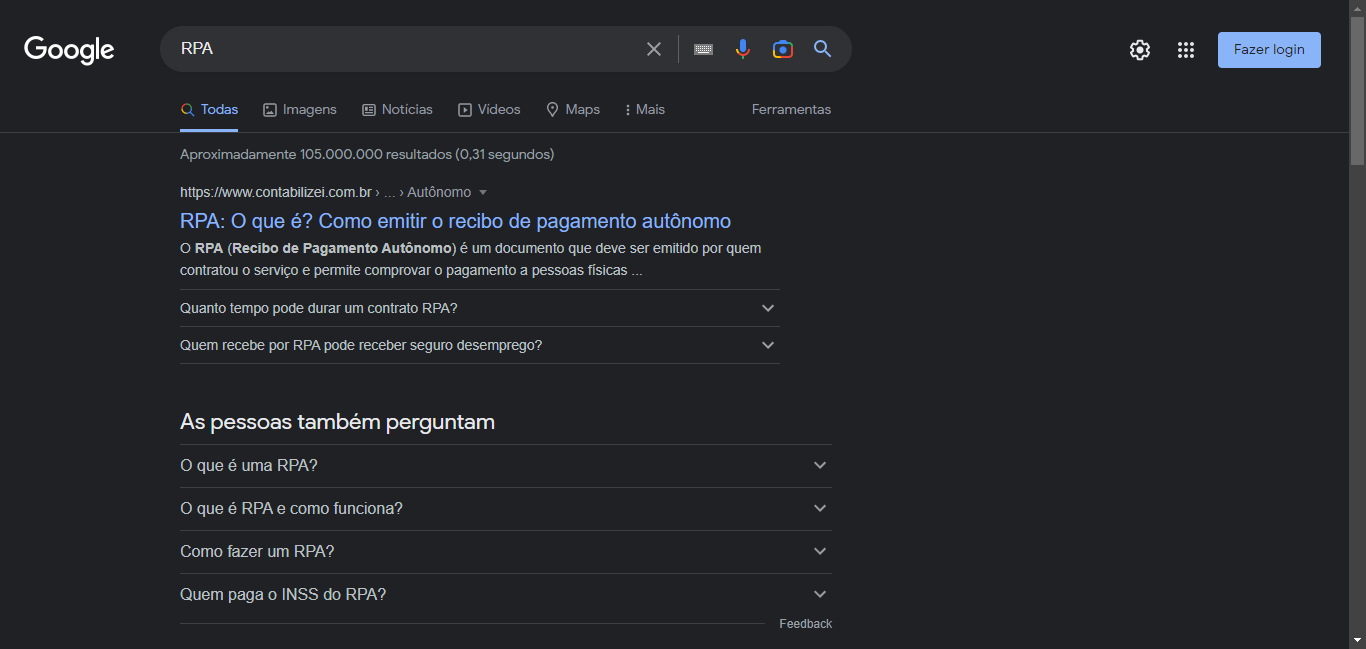 Google
RPA
Fazer login
Todas
Imagens
Notícias
Vídeos
Maps
Mais
Ferramentas
Aproximadamente 105.000.000 resultados (0,31 segundos)
https://www.contabilizei.com.br › ... › Autônomo
RPA: O que é? Como emitir o recibo de pagamento autônomo
O RPA (Recibo de Pagamento Autônomo) é um documento que deve ser emitido por quem
contratou o serviço e permite comprovar o pagamento a pessoas físicas ...
Quanto tempo pode durar um contrato RPA?
Quem recebe por RPA pode receber seguro desemprego?
As pessoas também perguntam
O que é uma RPA?
O que é RPA e como funciona?
Como fazer um RPA?
Quem paga o INSS do RPA?
Feedback